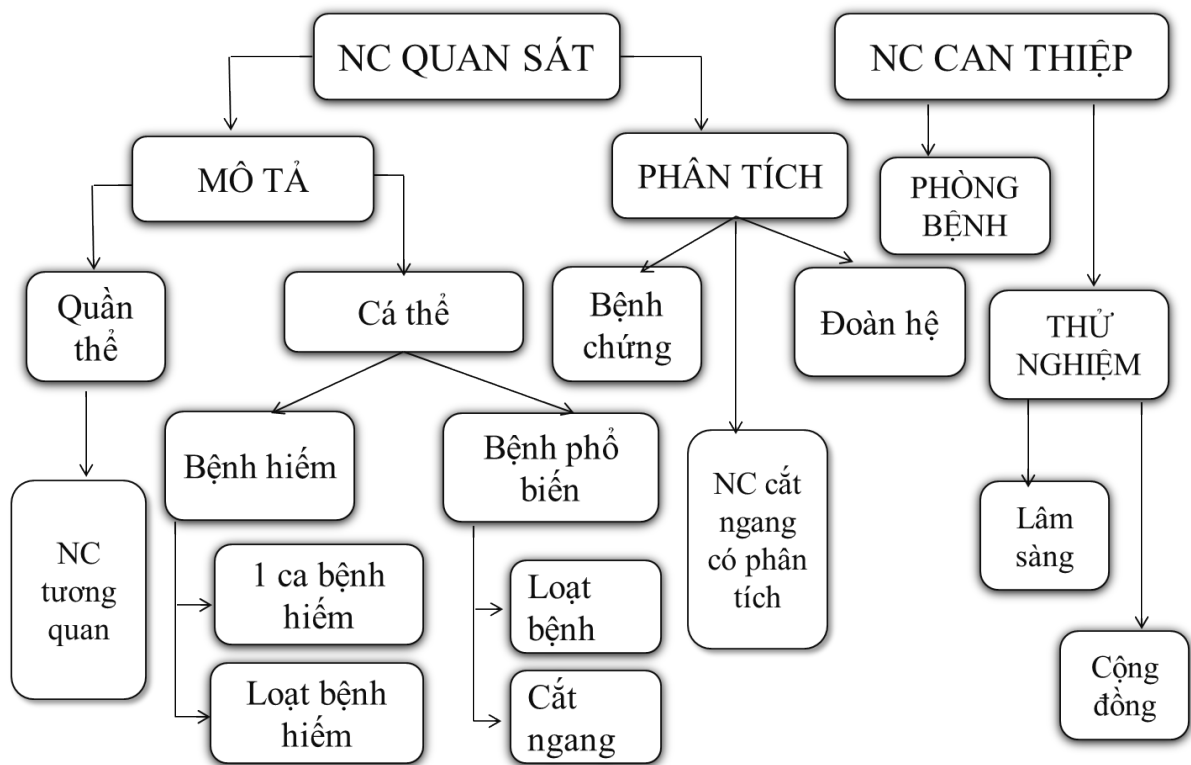 NC QUAN SÁT
NC CAN THIỆP
MÔ TẢ
PHÂN TÍCH
PHÒNG
BỆNH
Quần
thể
Cá thể
Bệnh
chứng
Đoàn hệ
THỬ
NGHIỆM
Bệnh hiếm
Bệnh phổ
biến
NC cắt
ngang
có phân
tích
NC
tương
quan
Lâm
sàng
1 ca bệnh
hiếm
Loạt
bệnh
Loạt bệnh
hiếm
Cắt
ngang
Cộng
đồng